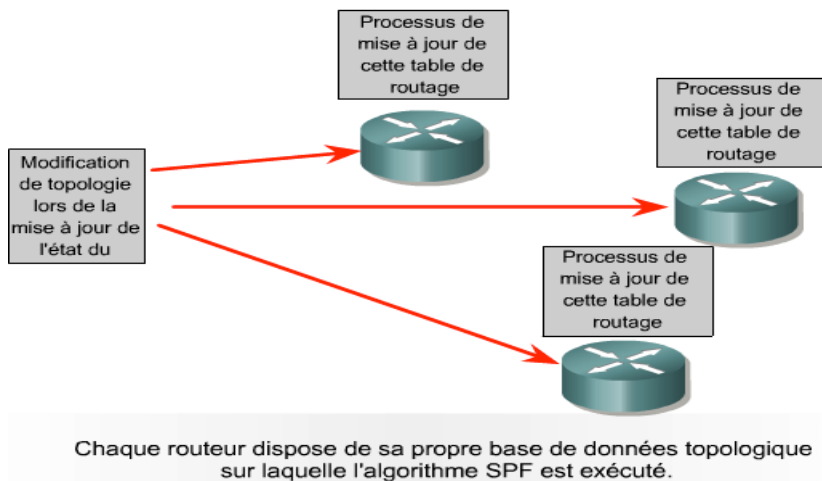 Processus de
mise à jour de
cette table de
routage
Processus de
mise à jour de
cette table de
routage
Modification
de topologie
lors de la
mise à jour de
l'état du
Processus de
mise à jour de
cette table de
routage
Chaque routeur dispose de sa propre base de données topologique
sur laquelle l'algorithme SPF est exécuté.